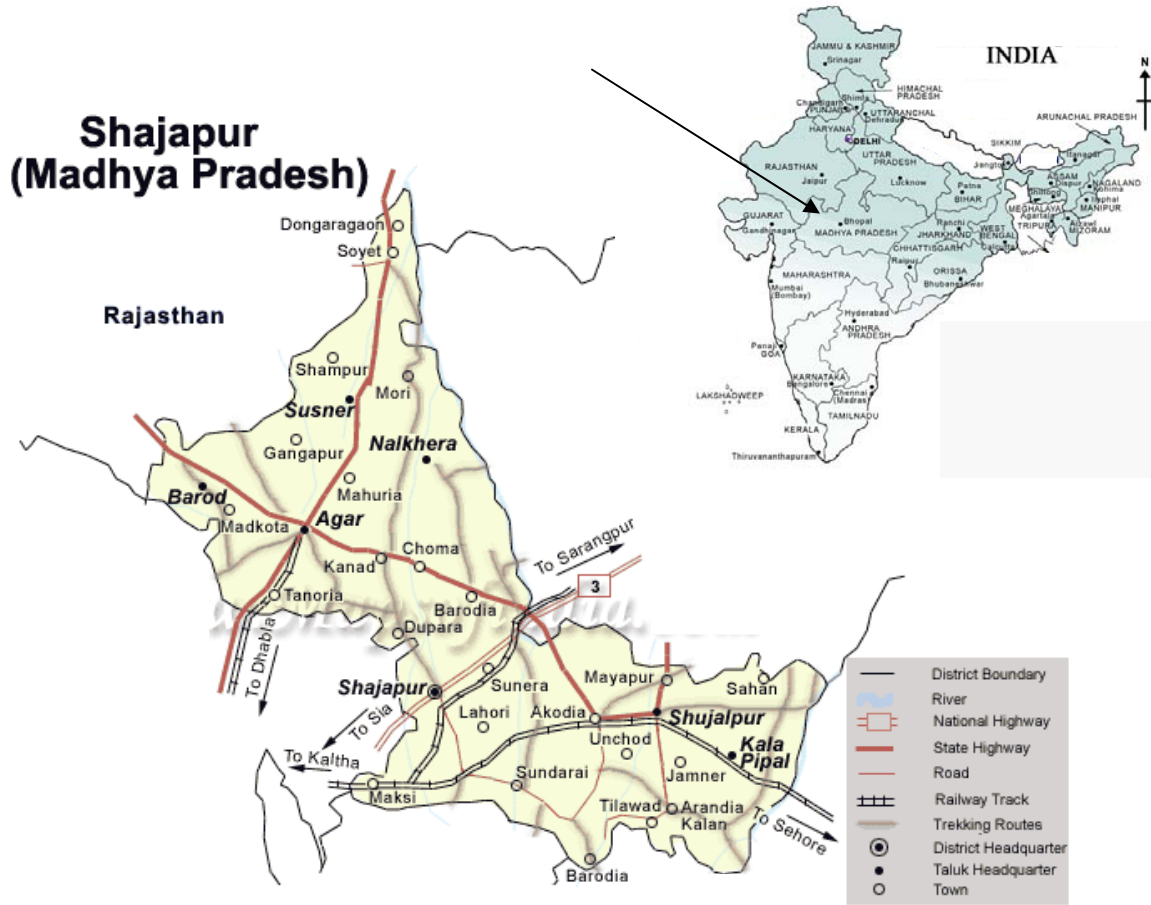 Shajapur
(Madhya Pradesh)
Rajasthan
Dongaragaon
Soyet
Shampur
Mori
Susner
Gangapur
Nalkhera
Mahuria
Barod
Madkota
Agar
Kanad
Choma
To Sarangpur
3
Tanoria
Barodia
To Dhabla
Dupara
Shajapur
Sunera
Mayapur
Sahan
To Sia
Lahori
Akodia
Shujalpur
Unchod
Kala
Pipal
To Kaltha
Maksi
Sundarai
Jamner
Tilawad
Arandia
Kalan
To Sehore
Barodia
INDIA
N
JAMMU & KASHMIR
Srinagar
HIMACHAL
PRADESH
Shimla
Chandigarh
PUNJAB
UTTARANCHAL
Dehradun
ARUNACHAL PRADESH
HARYANA
DELHI
SIKKIM
Itanagar
RAJASTHAN
UTTAR
PRADESH
Jangtok
ASSAM
Dispur
Jaipur
Lucknow
Patna
BIHAR
Shillong
NAGALAND
Kohima
Imphal
MANIPUR
MEGHALAYA
Agartala
TRIPURA
Aizawl
MIZORAM
GUJARAT
Gandhinagar
Bhopal
MADHYA PRADESH
Ranchi
JHARKHAND
WEST
BENGAL
Calcutta
CHHATTISGARH
Raipur
MAHARASHTRA
Mumbai
(Bombay)
ORISSA
Bhubaneshwar
Hyderabad
ANDHRA
PRADESH
Panaji
GOA
KARNATAKA
Bangalore
Chennai
(Madras)
LAKSHADWEEP
TAMILNADU
KERALA
Thiruvananthapuram
District Boundary
River
National Highway
State Highway
Road
Railway Track
Trekking Routes
District Headquarter
Taluk Headquarter
Town